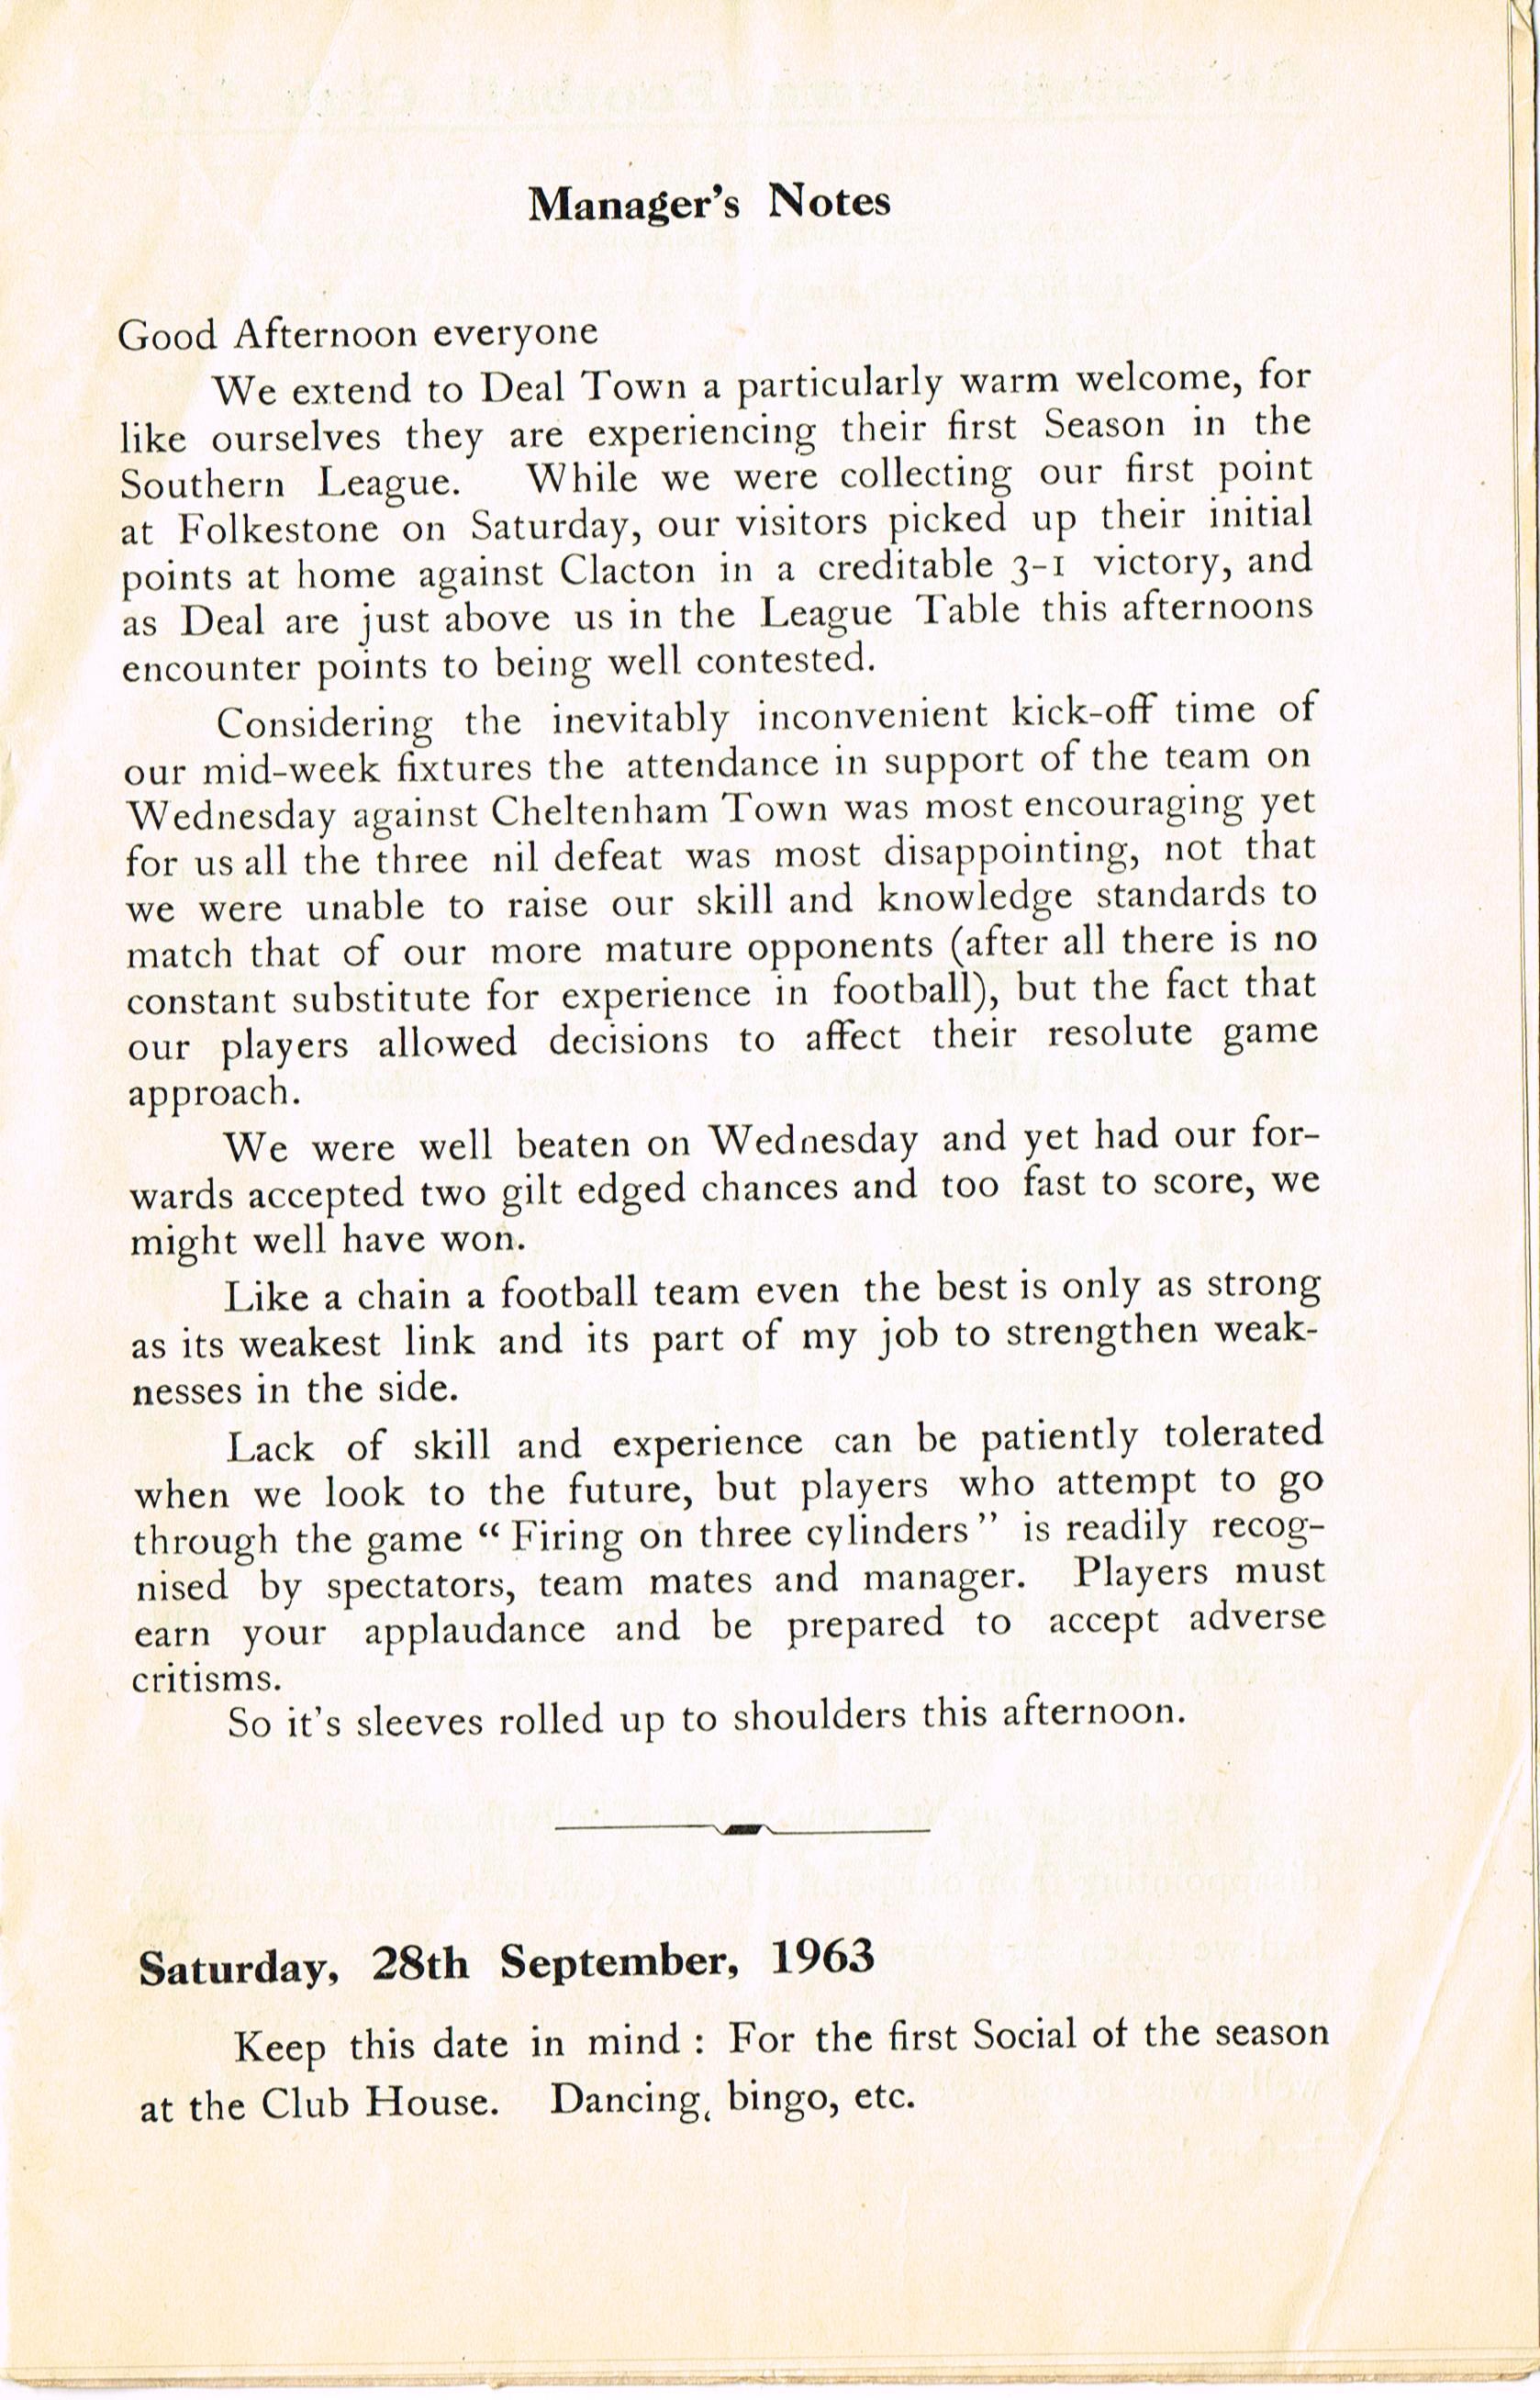 Manager's Notes
Good Afternoon everyone
We extend to Deal Town a particularly warm welcome, for
like ourselves they are experiencing their first Season in the
Southern League. While we were collecting our first point
at Folkestone on Saturday, our visitors picked up their initial
points at home against Clacton in a creditable 3-1 victory, and
as Deal are just above us in the League Table this afternoons
encounter points to being well contested.
Considering the inevitably inconvenient kick-off time of
our mid-week fixtures the attendance in support of the team on
Wednesday against Cheltenham Town was most encouraging yet
for us all the three nil defeat was most disappointing, not that
we were unable to raise our skill and knowledge standards to
match that of our more mature opponents (after all there is no
constant substitute for experience in football), but the fact that
our players allowed decisions to affect their resolute game
approach.
We were well beaten on Wednesday and yet had our for-
wards accepted two gilt edged chances and too fast to score, we
might well have won.
Like a chain a football team even the best is only as strong
as its weakest link and its part of my job to strengthen weak-
nesses in the side.
Lack of skill and experience can be patiently tolerated
when we look to the future, but players who attempt to go
through the game “ Firing on three cylinders ” is readily recog-
nised by spectators, team mates and manager. Players must
earn your applaudance and be prepared to accept adverse
critisms.
So it's sleeves rolled up to shoulders this afternoon.
Saturday, 28th September, 1963
Keep this date in mind : For the first Social of the season
at the Club House. Dancing, bingo, etc.